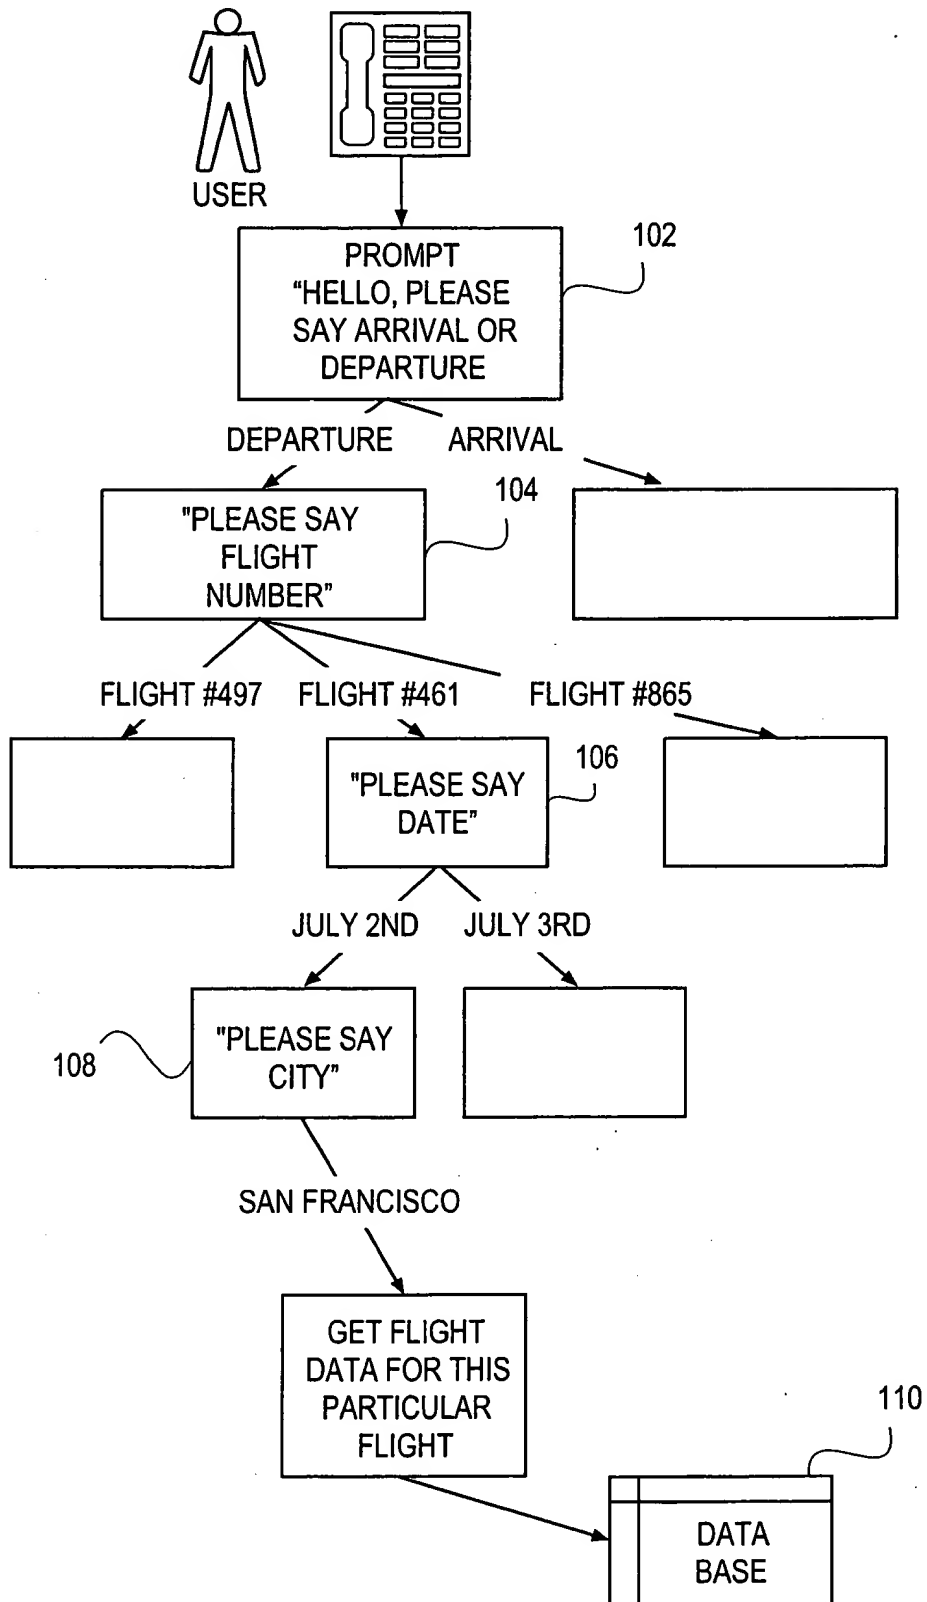 USER
102
PROMPT
“HELLO, PLEASE
SAY ARRIVAL OR
DEPARTURE
DEPARTURE
ARRIVAL
104
"PLEASE SAY
FLIGHT
NUMBER”
FLIGHT #497
FLIGHT #461
FLIGHT #865
106
"PLEASE SAY
DATE”
JULY 2ND
JULY 3RD
108
"PLEASE SAY
CITY”
SAN FRANCISCO
GET FLIGHT
DATA FOR THIS
PARTICULAR
FLIGHT
110
DATA
BASE